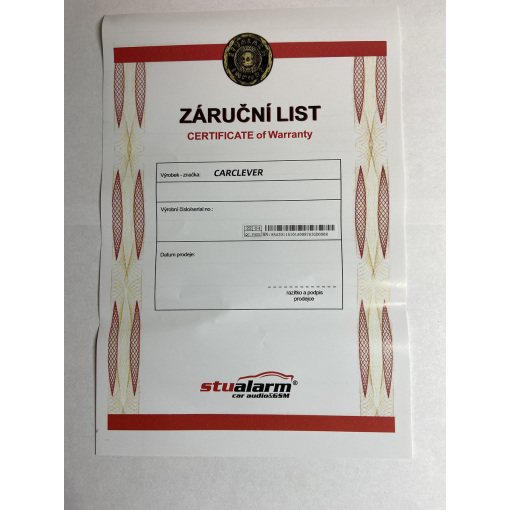 ZÁRUČNÍ LIST
CERTIFICATE of Warranty
Výrobek - značka: CARCLEVER
Výrobní číslo/serial no.:
Datum prodeje:
razítko a podpis
prodejce
stualarm®
car audio&GSM